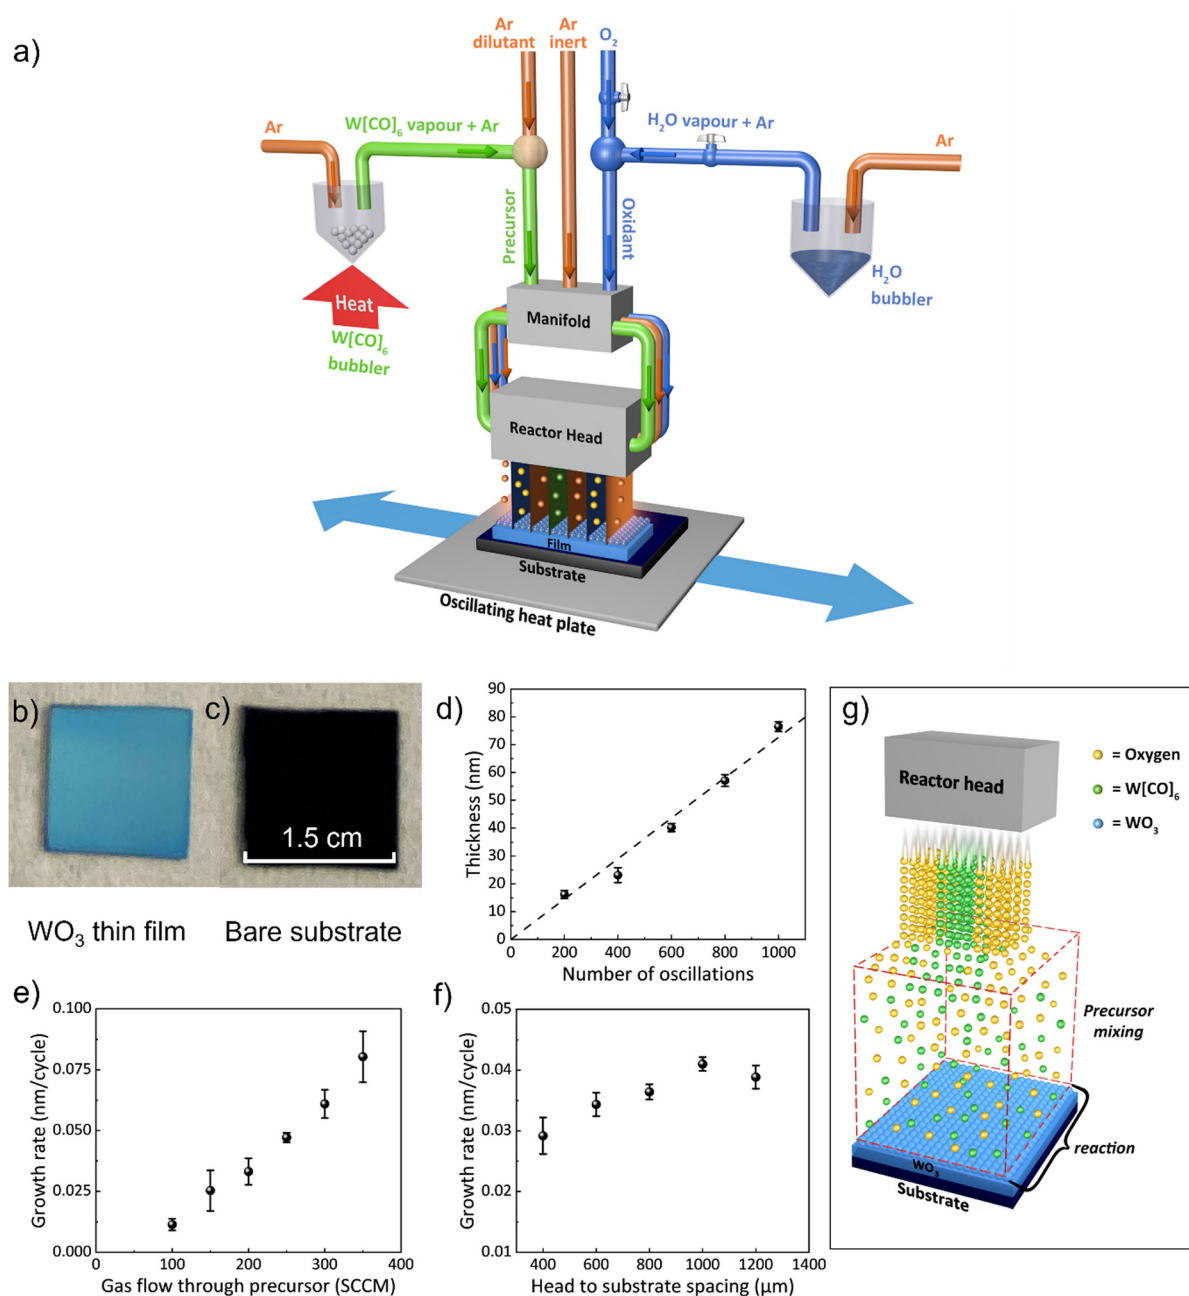 a)
Ar
dilutant
Ar
inert
O₂
Ar
W[CO]₆ vapour + Ar
H₂O vapour + Ar
Ar
Precursor
Oxidant
Heat
W[CO]₆
bubbler
H₂O
bubbler
Manifold
Reactor Head
Film
Substrate
Oscillating heat plate
b)
c)
1.5 cm
WO₃ thin film
Bare substrate
d)
Thickness (nm)
90
80
70
60
50
40
30
20
10
0
0
200
400
600
800
1000
Number of oscillations
e)
Growth rate (nm/cycle)
0.100
0.075
0.050
0.025
0.000
0
100
200
300
400
Gas flow through precursor (SCCM)
f)
Growth rate (nm/cycle)
0.05
0.04
0.03
0.02
0.01
400
600
800
1000
1200
Head to substrate spacing (μm)
g)
Reactor head
= Oxygen
= W[CO]₆
= WO₃
Precursor
mixing
reaction
WO₃
Substrate